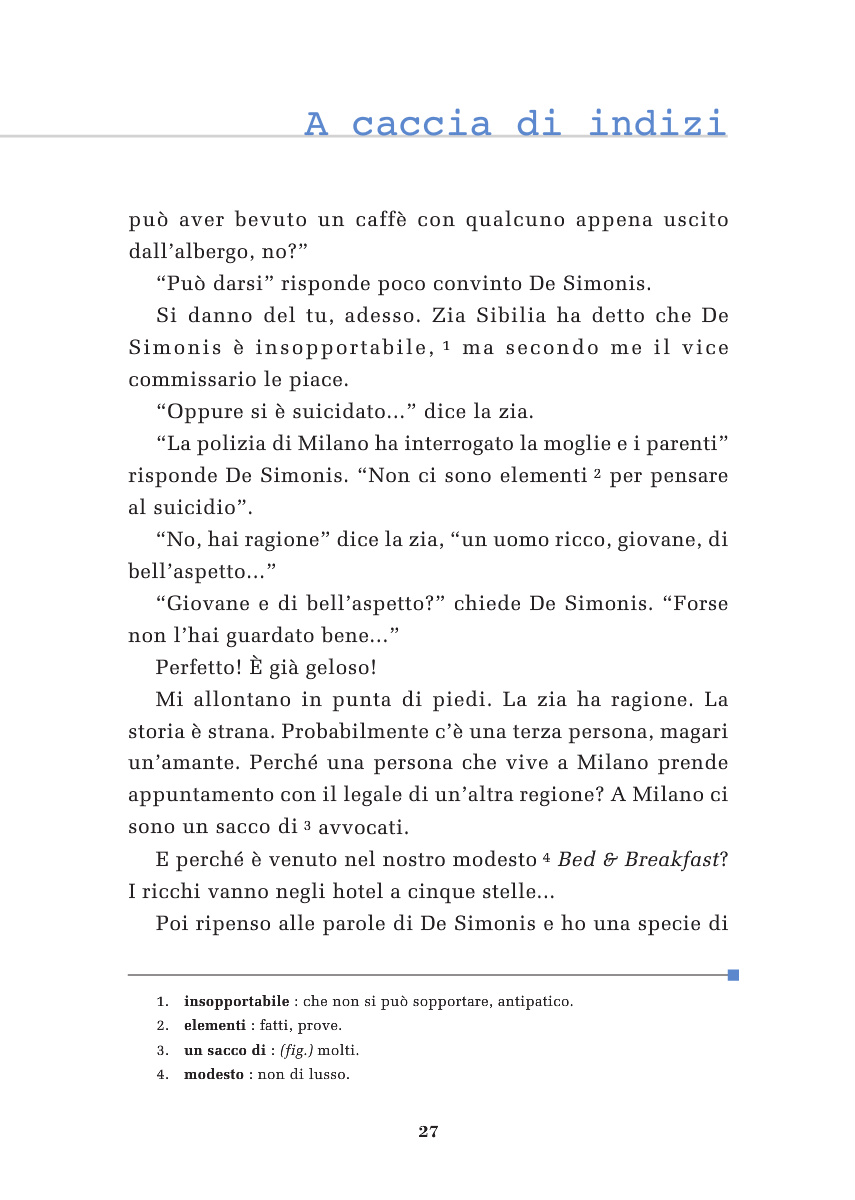 A caccia di indizi
può aver bevuto un caffè con qualcuno appena uscito
dall’albergo, no?”
“Può darsi” risponde poco convinto De Simonis.
Si danno del tu, adesso. Zia Sibilia ha detto che De
Simonis è insopportabile, 1 ma secondo me il vice
commissario le piace.
“Oppure si è suicidato...” dice la zia.
“La polizia di Milano ha interrogato la moglie e i parenti”
risponde De Simonis. “Non ci sono elementi 2 per pensare
al suicidio”.
“No, hai ragione” dice la zia, “un uomo ricco, giovane, di
bell’aspetto...”
“Giovane e di bell’aspetto?” chiede De Simonis. “Forse
non l’hai guardato bene...”
Perfetto! È già geloso!
Mi allontano in punta di piedi. La zia ha ragione. La
storia è strana. Probabilmente c’è una terza persona, magari
un’amante. Perché una persona che vive a Milano prende
appuntamento con il legale di un’altra regione? A Milano ci
sono un sacco di 3 avvocati.
E perché è venuto nel nostro modesto 4 Bed & Breakfast?
I ricchi vanno negli hotel a cinque stelle...
Poi ripenso alle parole di De Simonis e ho una specie di
1. insopportabile : che non si può sopportare, antipatico.
2. elementi : fatti, prove.
3. un sacco di : (fig.) molti.
4. modesto : non di lusso.
27